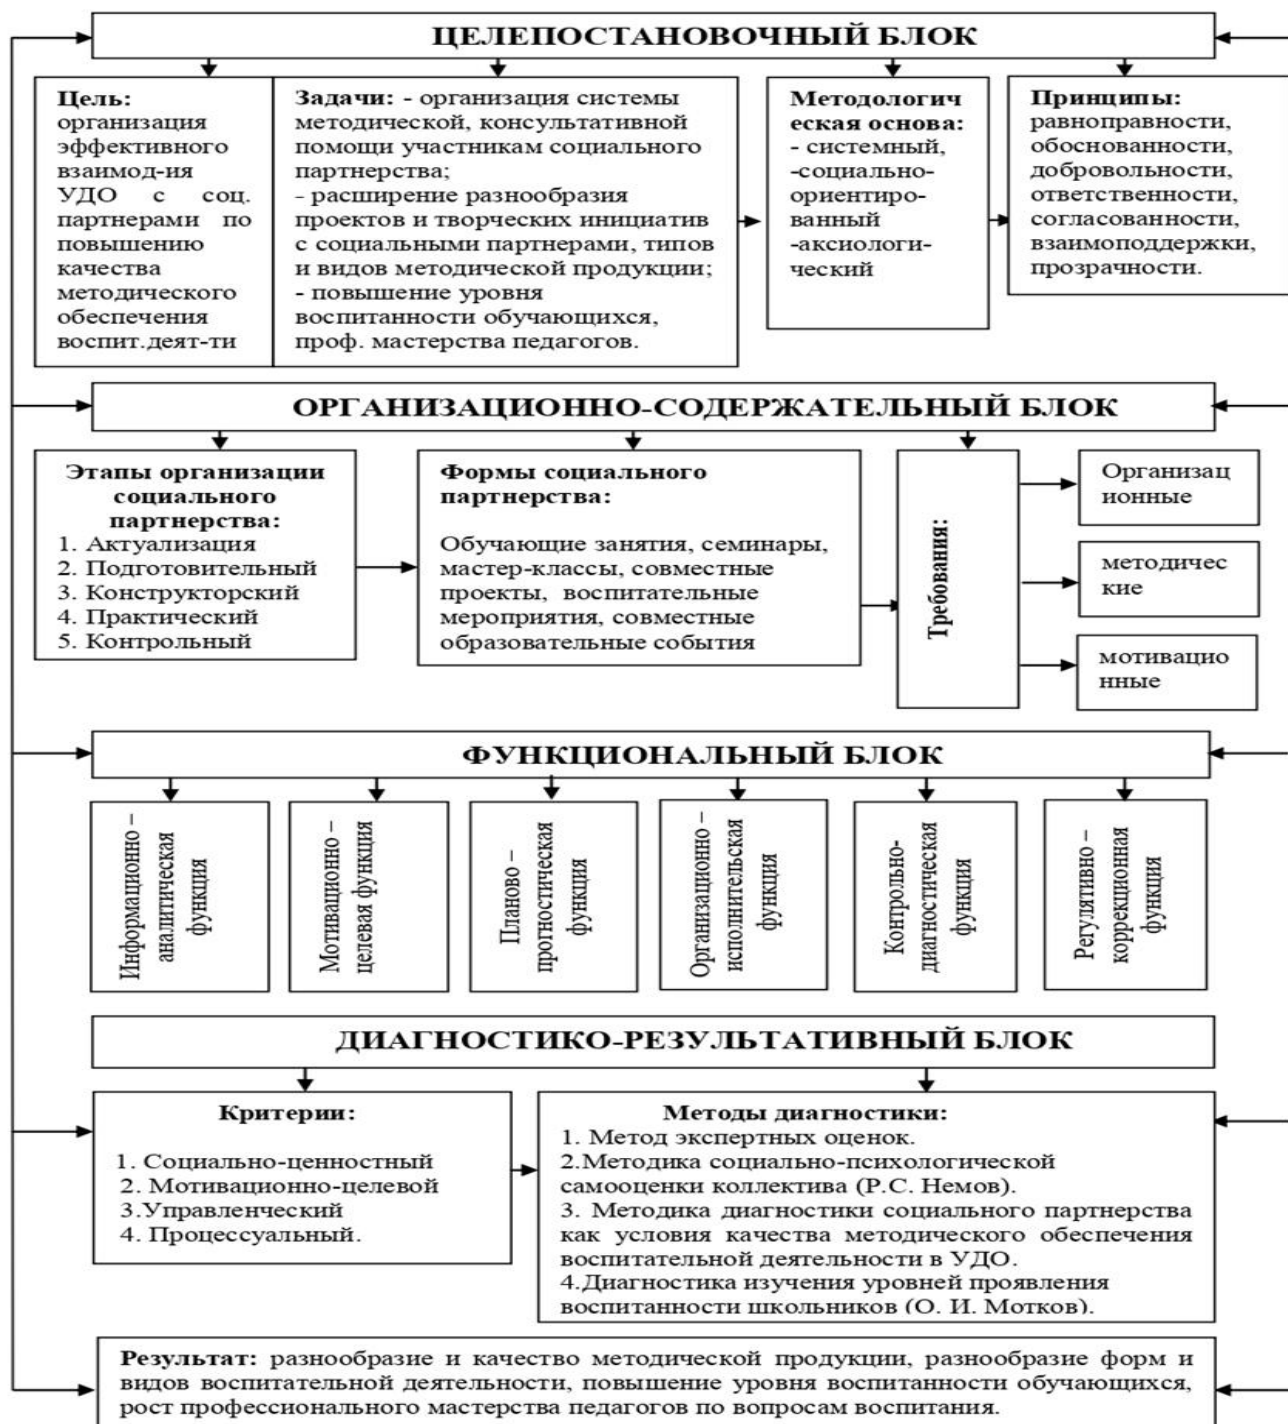 ЦЕЛЕПОСТАНОВОЧНЫЙ БЛОК
Цель:
организация
эффективного
взаимод-ия
УДО с соц.
партнерами по
повышению
качества
методического
обеспечения
воспит.деят-ти
Задачи: - организация системы
методической, консультативной
помощи участникам социального
партнерства;
- расширение разнообразия
проектов и творческих инициатив
с социальными партнерами, типов
и видов методической продукции;
- повышение уровня
воспитанности обучающихся,
проф. мастерства педагогов.
Методологич
еская основа:
- системный,
-социально-
ориентиро-
ванный
-аксиологи-
ческий
Принципы:
равноправности,
обоснованности,
добровольности,
ответственности,
согласованности,
взаимоподдержки,
прозрачности.
ОРГАНИЗАЦИОННО-СОДЕРЖАТЕЛЬНЫЙ БЛОК
Этапы организации
социального
партнерства:
1. Актуализация
2. Подготовительный
3. Конструкторский
4. Практический
5. Контрольный
Формы социального
партнерства:
Обучающие занятия, семинары,
мастер-классы, совместные
проекты, воспитательные
мероприятия, совместные
образовательные события
Требования:
Организац
ионные
методичес
кие
мотивацио
нные
ФУНКЦИОНАЛЬНЫЙ БЛОК
Информационно –
аналитическая
функция
Мотивационно –
целевая функция
Планово –
прогностическая
функция
Организационно –
исполнительская
функция
Контрольно-
диагностическая
функция
Регулятивно –
коррекционная
функция
ДИАГНОСТИКО-РЕЗУЛЬТАТИВНЫЙ БЛОК
Критерии:
1. Социально-ценностный
2. Мотивационно-целевой
3.Управленческий
4. Процессуальный.
Методы диагностики:
1. Метод экспертных оценок.
2.Методика социально-психологической
самооценки коллектива (Р.С. Немов).
3. Методика диагностики социального партнерства
как условия качества методического обеспечения
воспитательной деятельности в УДО.
4.Диагностика изучения уровней проявления
воспитанности школьников (О. И. Мотков).
Результат: разнообразие и качество методической продукции, разнообразие форм и
видов воспитательной деятельности, повышение уровня воспитанности обучающихся,
рост профессионального мастерства педагогов по вопросам воспитания.